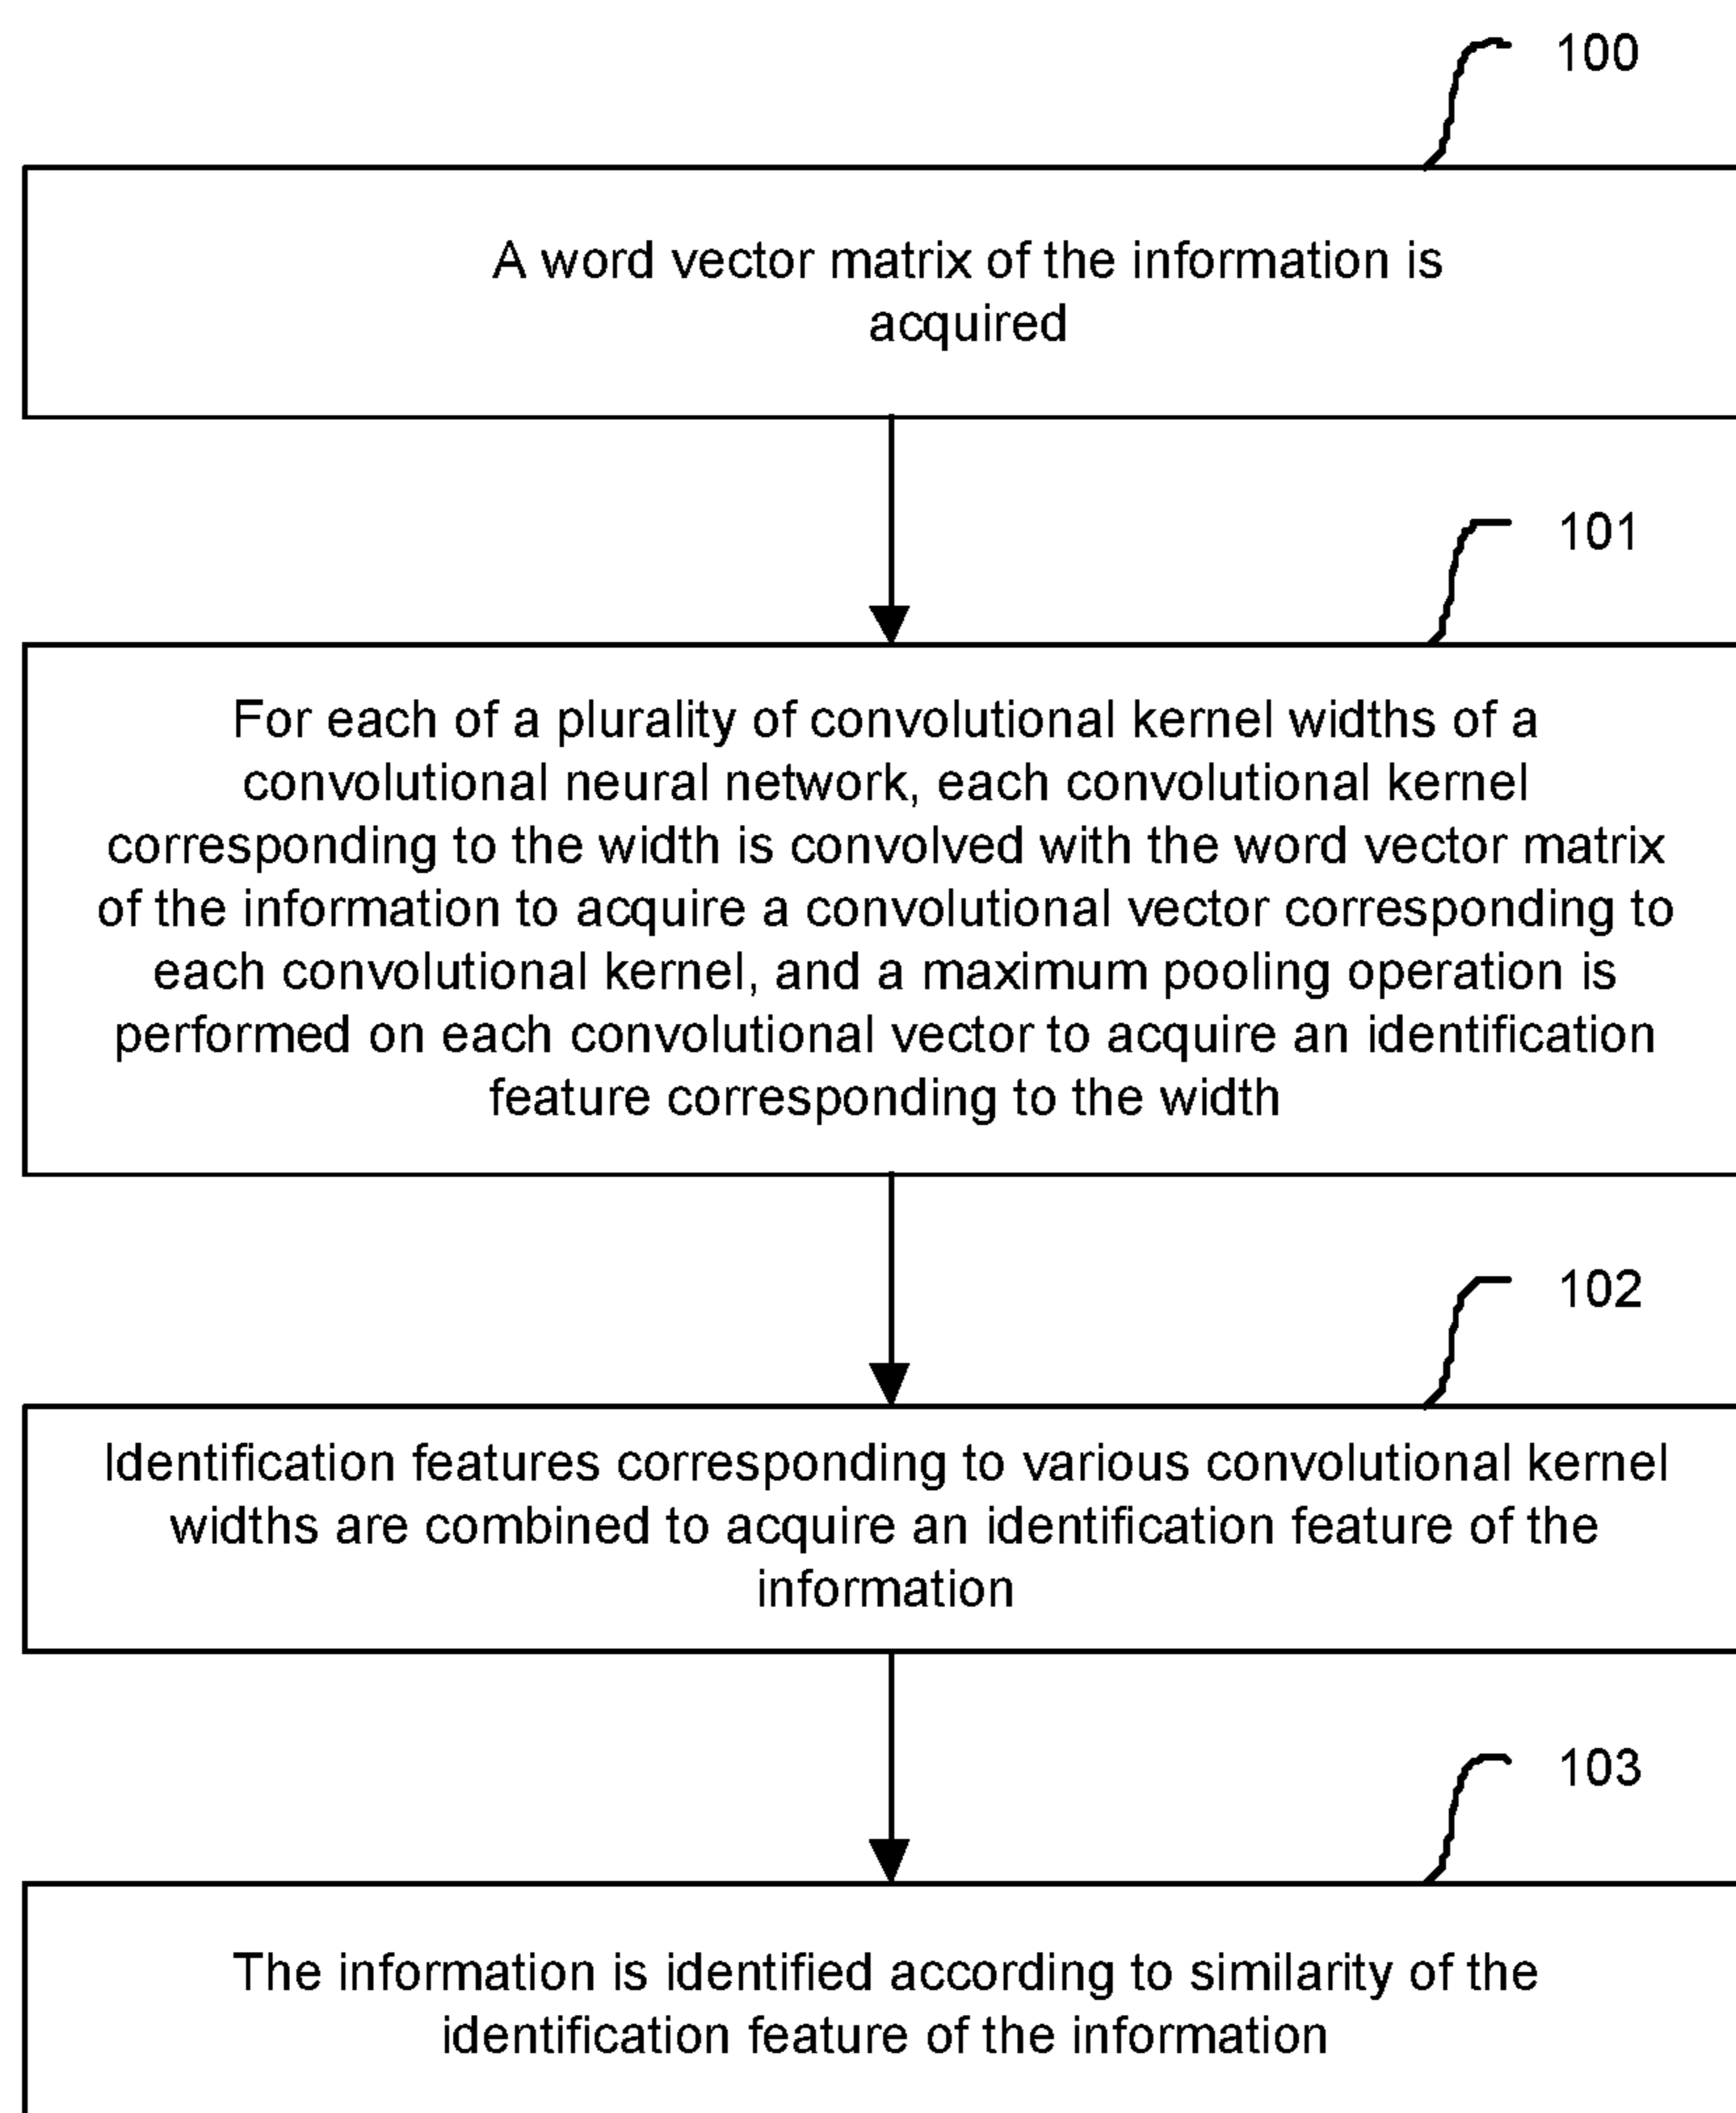 100
A word vector matrix of the information is
acquired
101
For each of a plurality of convolutional kernel widths of a
convolutional neural network, each convolutional kernel
corresponding to the width is convolved with the word vector matrix
of the information to acquire a convolutional vector corresponding to
each convolutional kernel, and a maximum pooling operation is
performed on each convolutional vector to acquire an identification
feature corresponding to the width
102
Identification features corresponding to various convolutional kernel
widths are combined to acquire an identification feature of the
information
103
The information is identified according to similarity of the
identification feature of the information